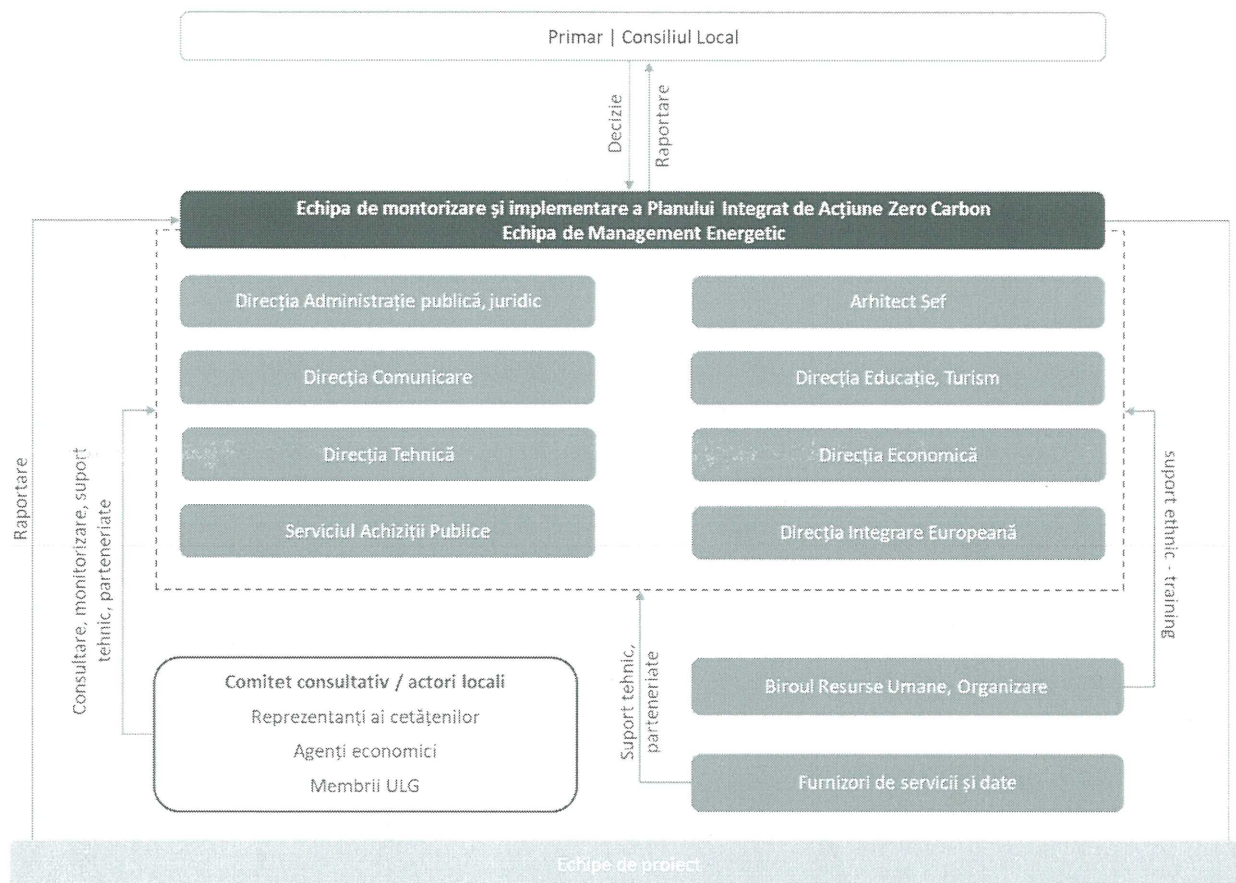 Primar | Consiliul Local
Decizie
Raportare
Echipa de montorizare și implementare a Planului Integrat de Acțiune Zero Carbon
Echipa de Management Energetic
Direcția Administrație publică, juridic
Arhitect Șef
Direcția Comunicare
Direcția Educație, Turism
Direcția Tehnică
Direcția Economică
Serviciul Achiziții Publice
Direcția Integrare Europeană
Raportare
Consultare, monitorizare, suport
tehnic, parteneriate
suport ethnic - training
Comitet consultativ / actori locali
Reprezentanți ai cetățenilor
Agenți economici
Membrii ULG
Suport tehnic,
parteneriate
Biroul Resurse Umane, Organizare
Furnizori de servicii și date
Echipe de proiect